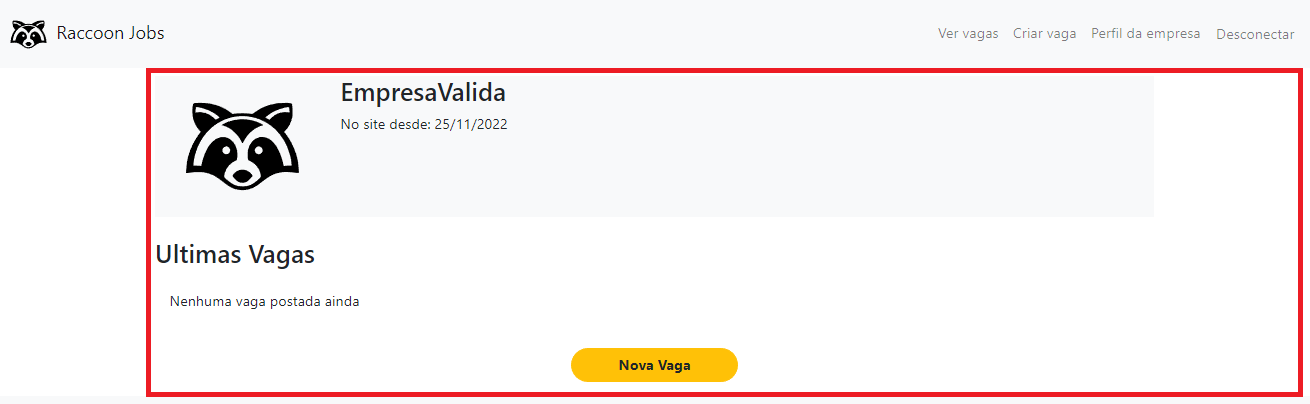 Raccoon Jobs
Ver vagas Criar vaga Perfil da empresa Desconectar
EmpresaValida
No site desde: 25/11/2022
Ultimas Vagas
Nenhuma vaga postada ainda
Nova Vaga